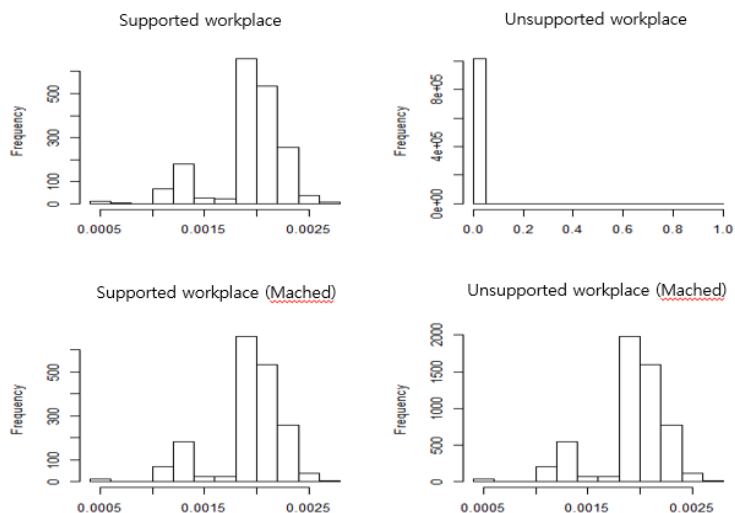 Supported workplace
Unsupported workplace
Frequency
0 100 300 500
0.0005 0.0015 0.0025
Frequency
0e+00 4e+05 8e+05
0.0 0.2 0.4 0.6 0.8 1.0
Supported workplace (Mached)
Unsupported workplace (Mached)
Frequency
0 100 300 500
0.0005 0.0015 0.0025
Frequency
0 500 1000 1500 2000
0.0005 0.0015 0.0025